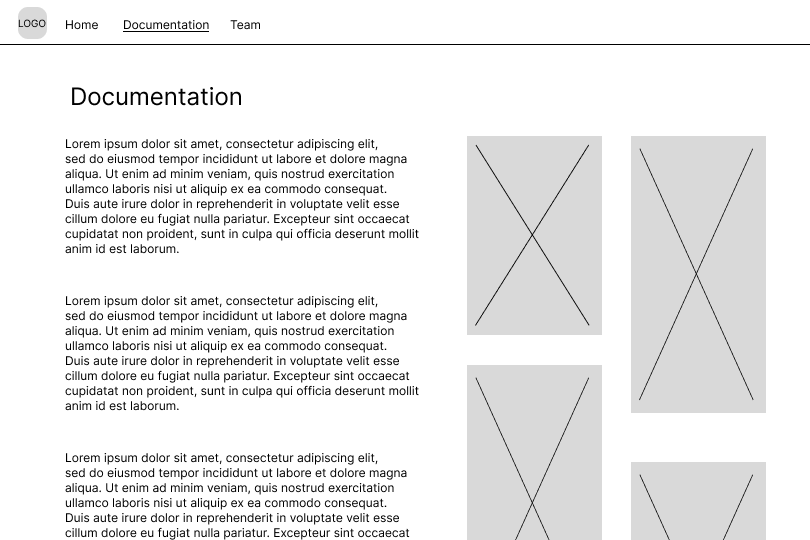 LOGO Home Documentation Team
Documentation
Lorem ipsum dolor sit amet, consectetur adipiscing elit,
sed do eiusmod tempor incididunt ut labore et dolore magna
aliqua. Ut enim ad minim veniam, quis nostrud exercitation
ullamco laboris nisi ut aliquip ex ea commodo consequat.
Duis aute irure dolor in reprehenderit in voluptate velit esse
cillum dolore eu fugiat nulla pariatur. Excepteur sint occaecat
cupidatat non proident, sunt in culpa qui officia deserunt mollit
anim id est laborum.
Lorem ipsum dolor sit amet, consectetur adipiscing elit,
sed do eiusmod tempor incididunt ut labore et dolore magna
aliqua. Ut enim ad minim veniam, quis nostrud exercitation
ullamco laboris nisi ut aliquip ex ea commodo consequat.
Duis aute irure dolor in reprehenderit in voluptate velit esse
cillum dolore eu fugiat nulla pariatur. Excepteur sint occaecat
cupidatat non proident, sunt in culpa qui officia deserunt mollit
anim id est laborum.
Lorem ipsum dolor sit amet, consectetur adipiscing elit,
sed do eiusmod tempor incididunt ut labore et dolore magna
aliqua. Ut enim ad minim veniam, quis nostrud exercitation
ullamco laboris nisi ut aliquip ex ea commodo consequat.
Duis aute irure dolor in reprehenderit in voluptate velit esse
cillum dolore eu fugiat nulla pariatur. Excepteur sint occaecat